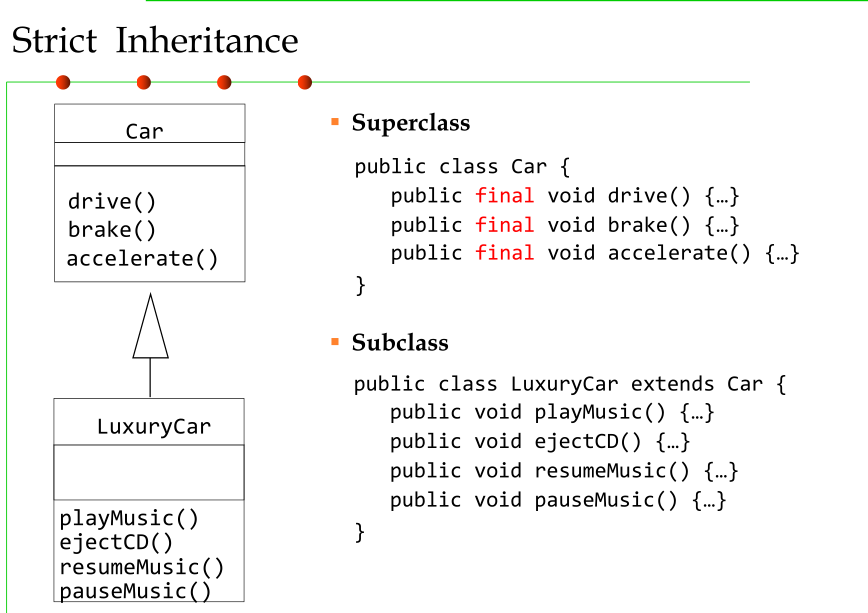 Strict Inheritance
Car
drive()
brake()
accelerate()
LuxuryCar
playMusic()
ejectCD()
resumeMusic()
pauseMusic()
▪ Superclass
public class Car {
public final void drive() {…}
public final void brake() {…}
public final void accelerate() {…}
}
▪ Subclass
public class LuxuryCar extends Car {
public void playMusic() {…}
public void ejectCD() {…}
public void resumeMusic() {…}
public void pauseMusic() {…}
}